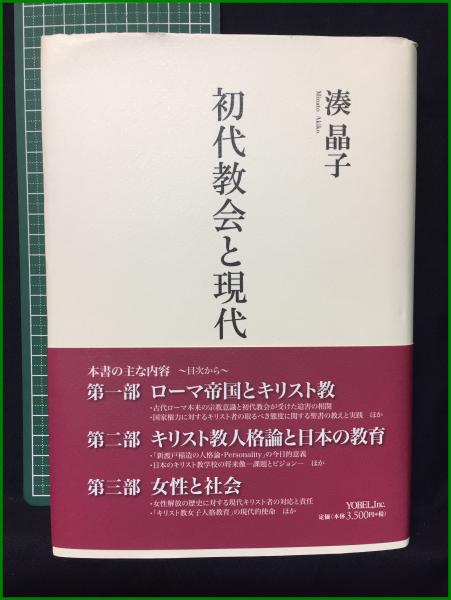 湊 晶子
Minato Akiko
初代教会と現代
本書の主な内容 ～目次から～
第一部 ローマ帝国とキリスト教
・古代ローマ本来の宗教意識と初代教会が受けた迫害の相関
・国家権力に対するキリスト者の取るべき態度に関する聖書の教えと実践 ほか
第二部 キリスト教人格論と日本の教育
・「新渡戸稲造の人格論・Personality」の今日的意義
・日本のキリスト教学校の将来像―課題とビジョン― ほか
第三部 女性と社会
・女性解放の歴史に対する現代キリスト者の対応と責任
・「キリスト教女子人格教育」の現代的使命 ほか
YOBEL,Inc.
定価（本体3,500円+税）